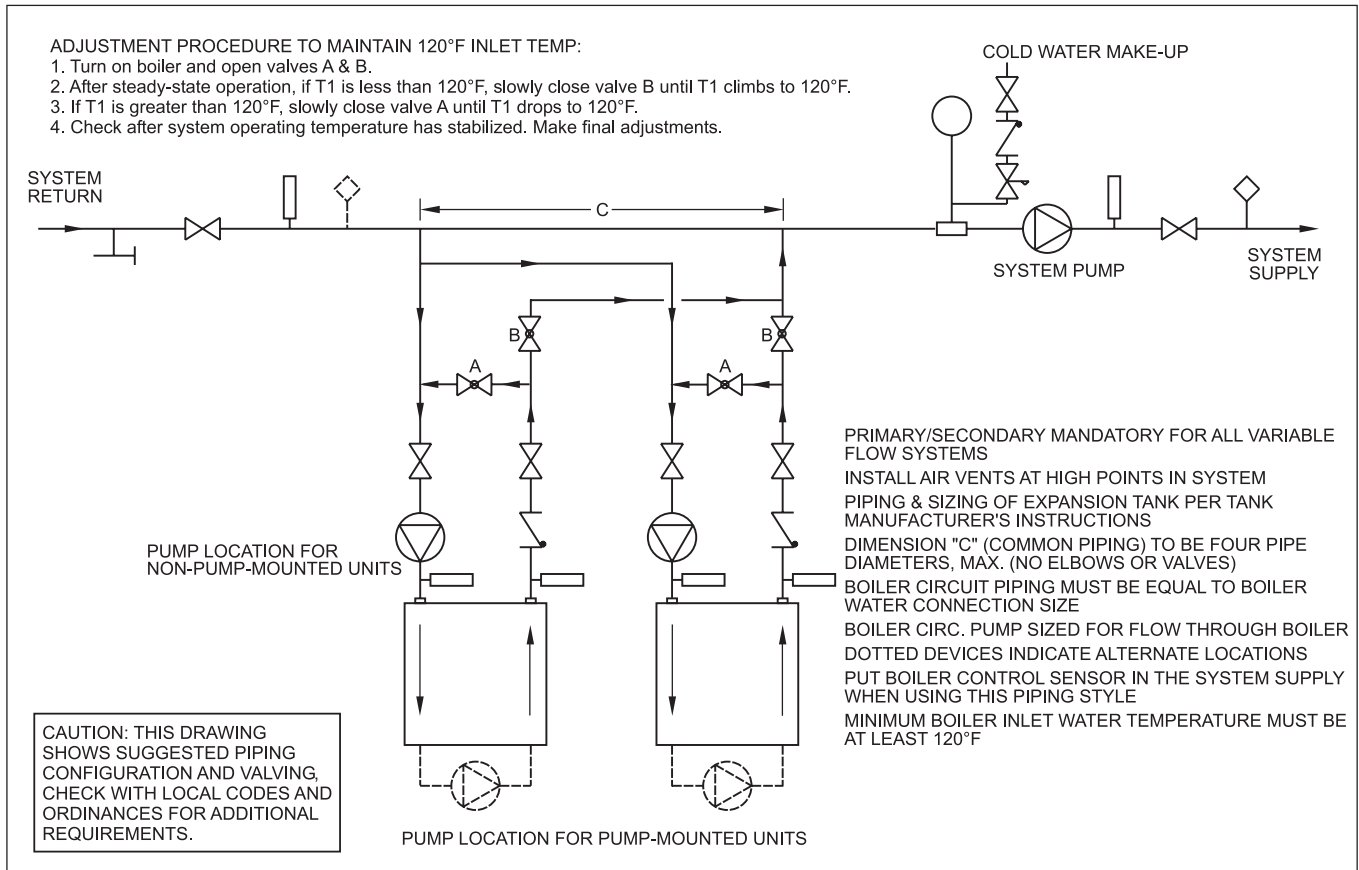 ADJUSTMENT PROCEDURE TO MAINTAIN 120°F INLET TEMP:
1. Turn on boiler and open valves A & B.
2. After steady-state operation, if T1 is less than 120°F, slowly close valve B until T1 climbs to 120°F.
3. If T1 is greater than 120°F, slowly close valve A until T1 drops to 120°F.
4. Check after system operating temperature has stabilized. Make final adjustments.
COLD WATER MAKE-UP
SYSTEM
RETURN
C
SYSTEM PUMP
SYSTEM
SUPPLY
B
B
A
A
PUMP LOCATION FOR
NON-PUMP-MOUNTED UNITS
PRIMARY/SECONDARY MANDATORY FOR ALL VARIABLE
FLOW SYSTEMS
INSTALL AIR VENTS AT HIGH POINTS IN SYSTEM
PIPING & SIZING OF EXPANSION TANK PER TANK
MANUFACTURER'S INSTRUCTIONS
DIMENSION "C" (COMMON PIPING) TO BE FOUR PIPE
DIAMETERS, MAX. (NO ELBOWS OR VALVES)
BOILER CIRCUIT PIPING MUST BE EQUAL TO BOILER
WATER CONNECTION SIZE
BOILER CIRC. PUMP SIZED FOR FLOW THROUGH BOILER
DOTTED DEVICES INDICATE ALTERNATE LOCATIONS
PUT BOILER CONTROL SENSOR IN THE SYSTEM SUPPLY
WHEN USING THIS PIPING STYLE
MINIMUM BOILER INLET WATER TEMPERATURE MUST BE
AT LEAST 120°F
CAUTION: THIS DRAWING
SHOWS SUGGESTED PIPING
CONFIGURATION AND VALVING,
CHECK WITH LOCAL CODES AND
ORDINANCES FOR ADDITIONAL
REQUIREMENTS.
PUMP LOCATION FOR PUMP-MOUNTED UNITS